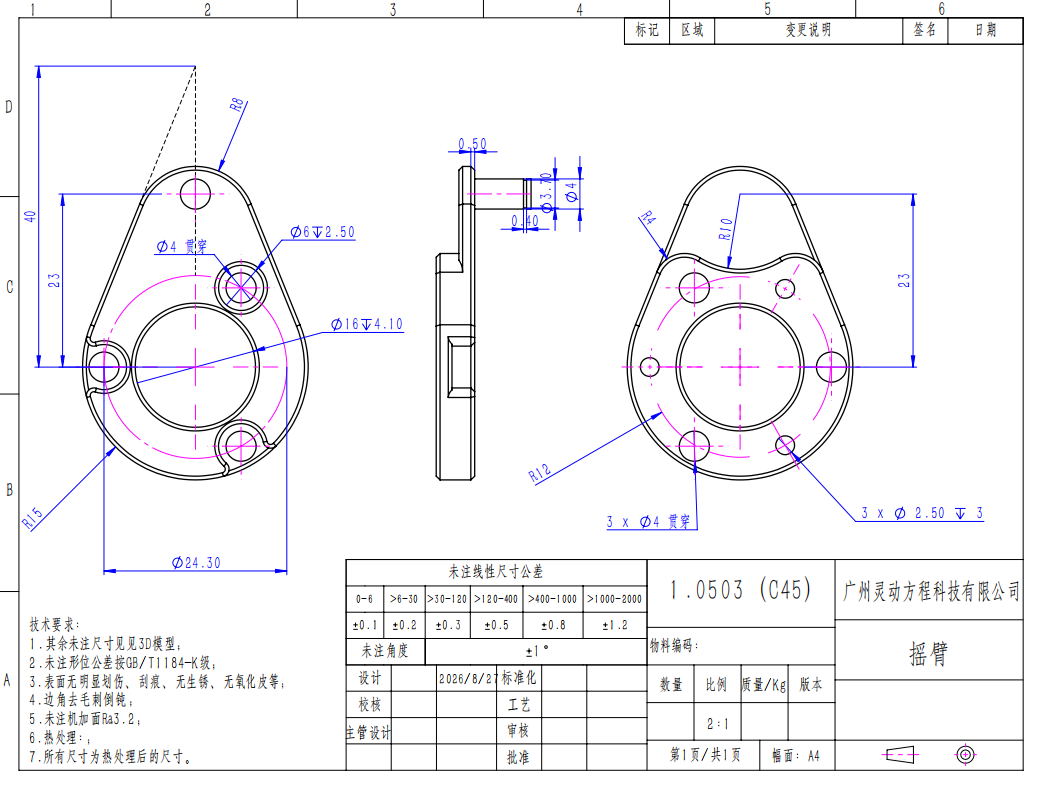 1 2 3 4 5 6
标记 区域 变更说明 签名 日期
D
C
B
A
R8
40
23
Ø4 贯穿
Ø6↧2.50
Ø16↧4.10
R15
Ø24.30
0.50
Ø3.70
Ø4
0.40
R4
R10
23
R12
3 x Ø4 贯穿
3 x Ø 2.50 ↧ 3
技术要求:
1.其余未注尺寸见见3D模型;
2.未注形位公差按GB/T1184-K级;
3.表面无明显划伤、刮痕、无生锈、无氧化皮等;
4.边角去毛刺倒钝;
5.未注机加面Ra3.2;
6.热处理:;
7.所有尺寸为热处理后的尺寸。
未注线性尺寸公差
0-6 >6-30 >30-120 >120-400 >400-1000 >1000-2000
±0.1 ±0.2 ±0.3 ±0.5 ±0.8 ±1.2
未注角度 ±1°
设计 2026/8/27 标准化
校核 工艺
主管设计 审核
批准
1.0503 (C45)
物料编码:
数量 比例 质量/Kg 版本
2:1
第1页/共1页 幅面: A4
广州灵动方程科技有限公司
摇臂